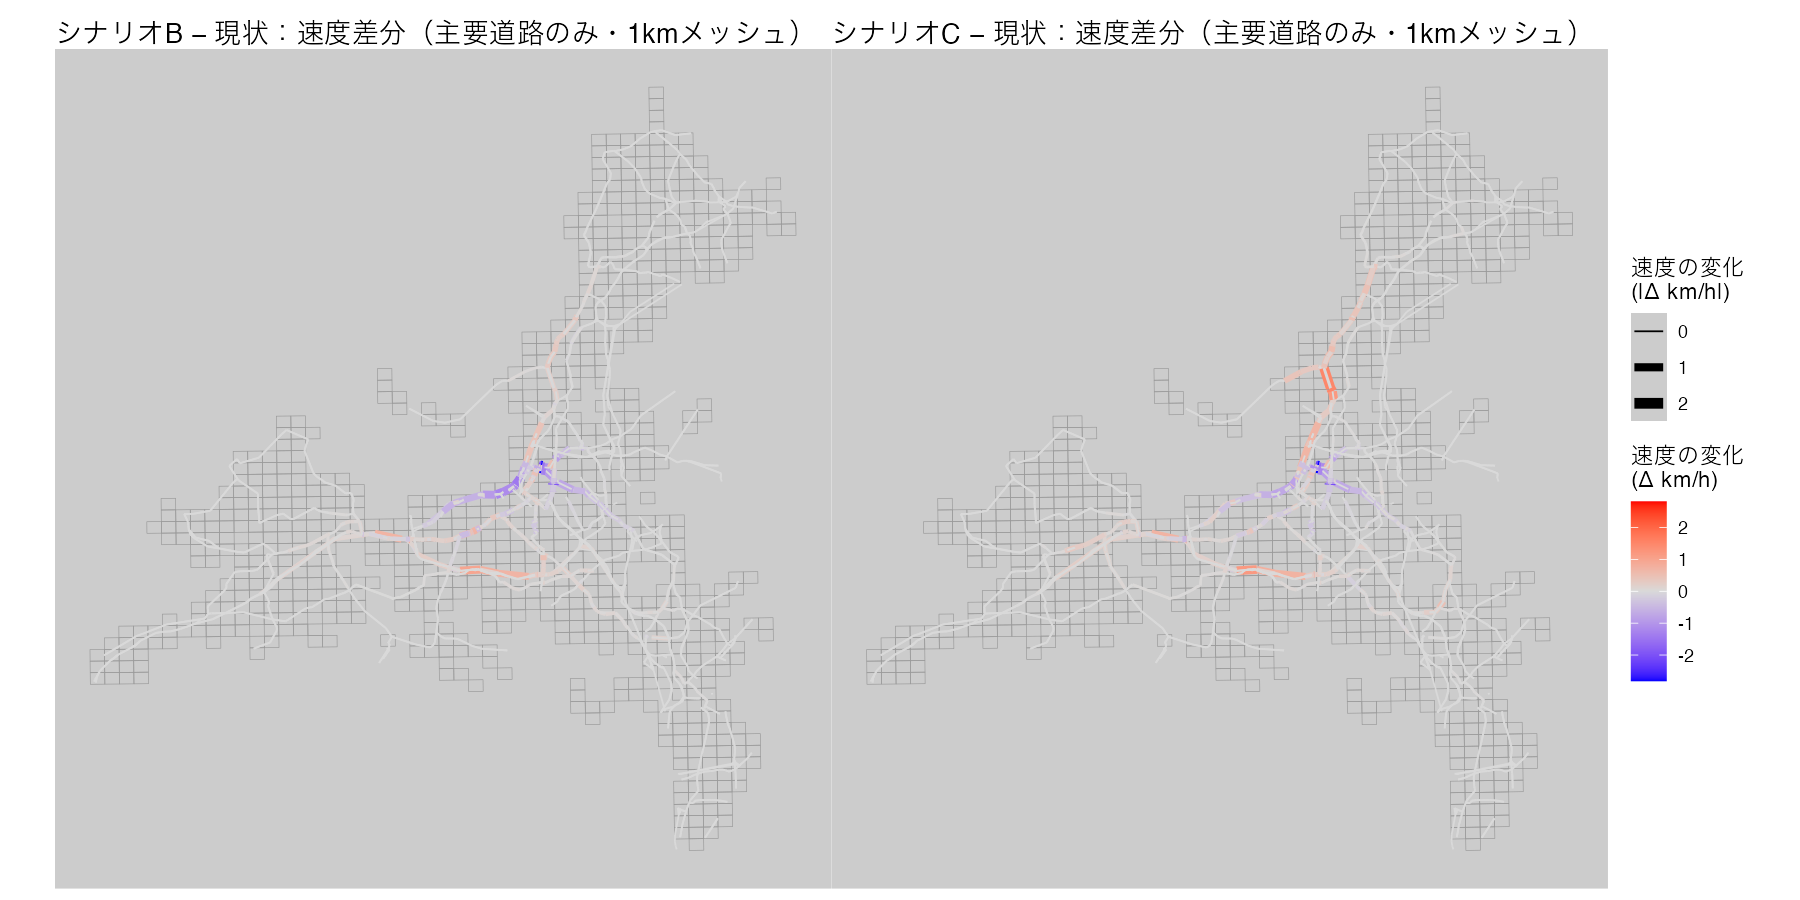 シナリオB – 現状：速度差分（主要道路のみ・1kmメッシュ）
シナリオC – 現状：速度差分（主要道路のみ・1kmメッシュ）
速度の変化
(|Δ km/h|)
0
1
2
速度の変化
(Δ km/h)
2
1
0
-1
-2